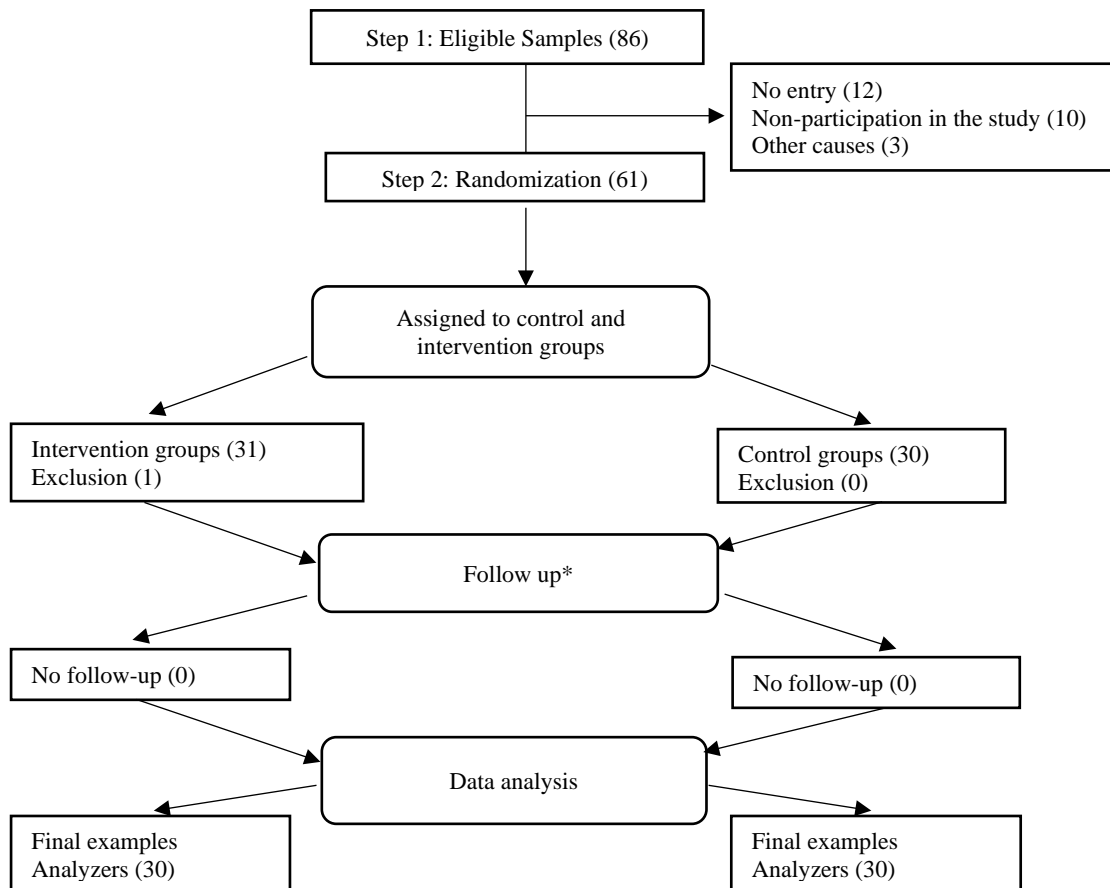 Step 1: Eligible Samples (86)
No entry (12)
Non-participation in the study (10)
Other causes (3)
Step 2: Randomization (61)
Assigned to control and
intervention groups
Intervention groups (31)
Exclusion (1)
Control groups (30)
Exclusion (0)
Follow up*
No follow-up (0)
No follow-up (0)
Data analysis
Final examples
Analyzers (30)
Final examples
Analyzers (30)